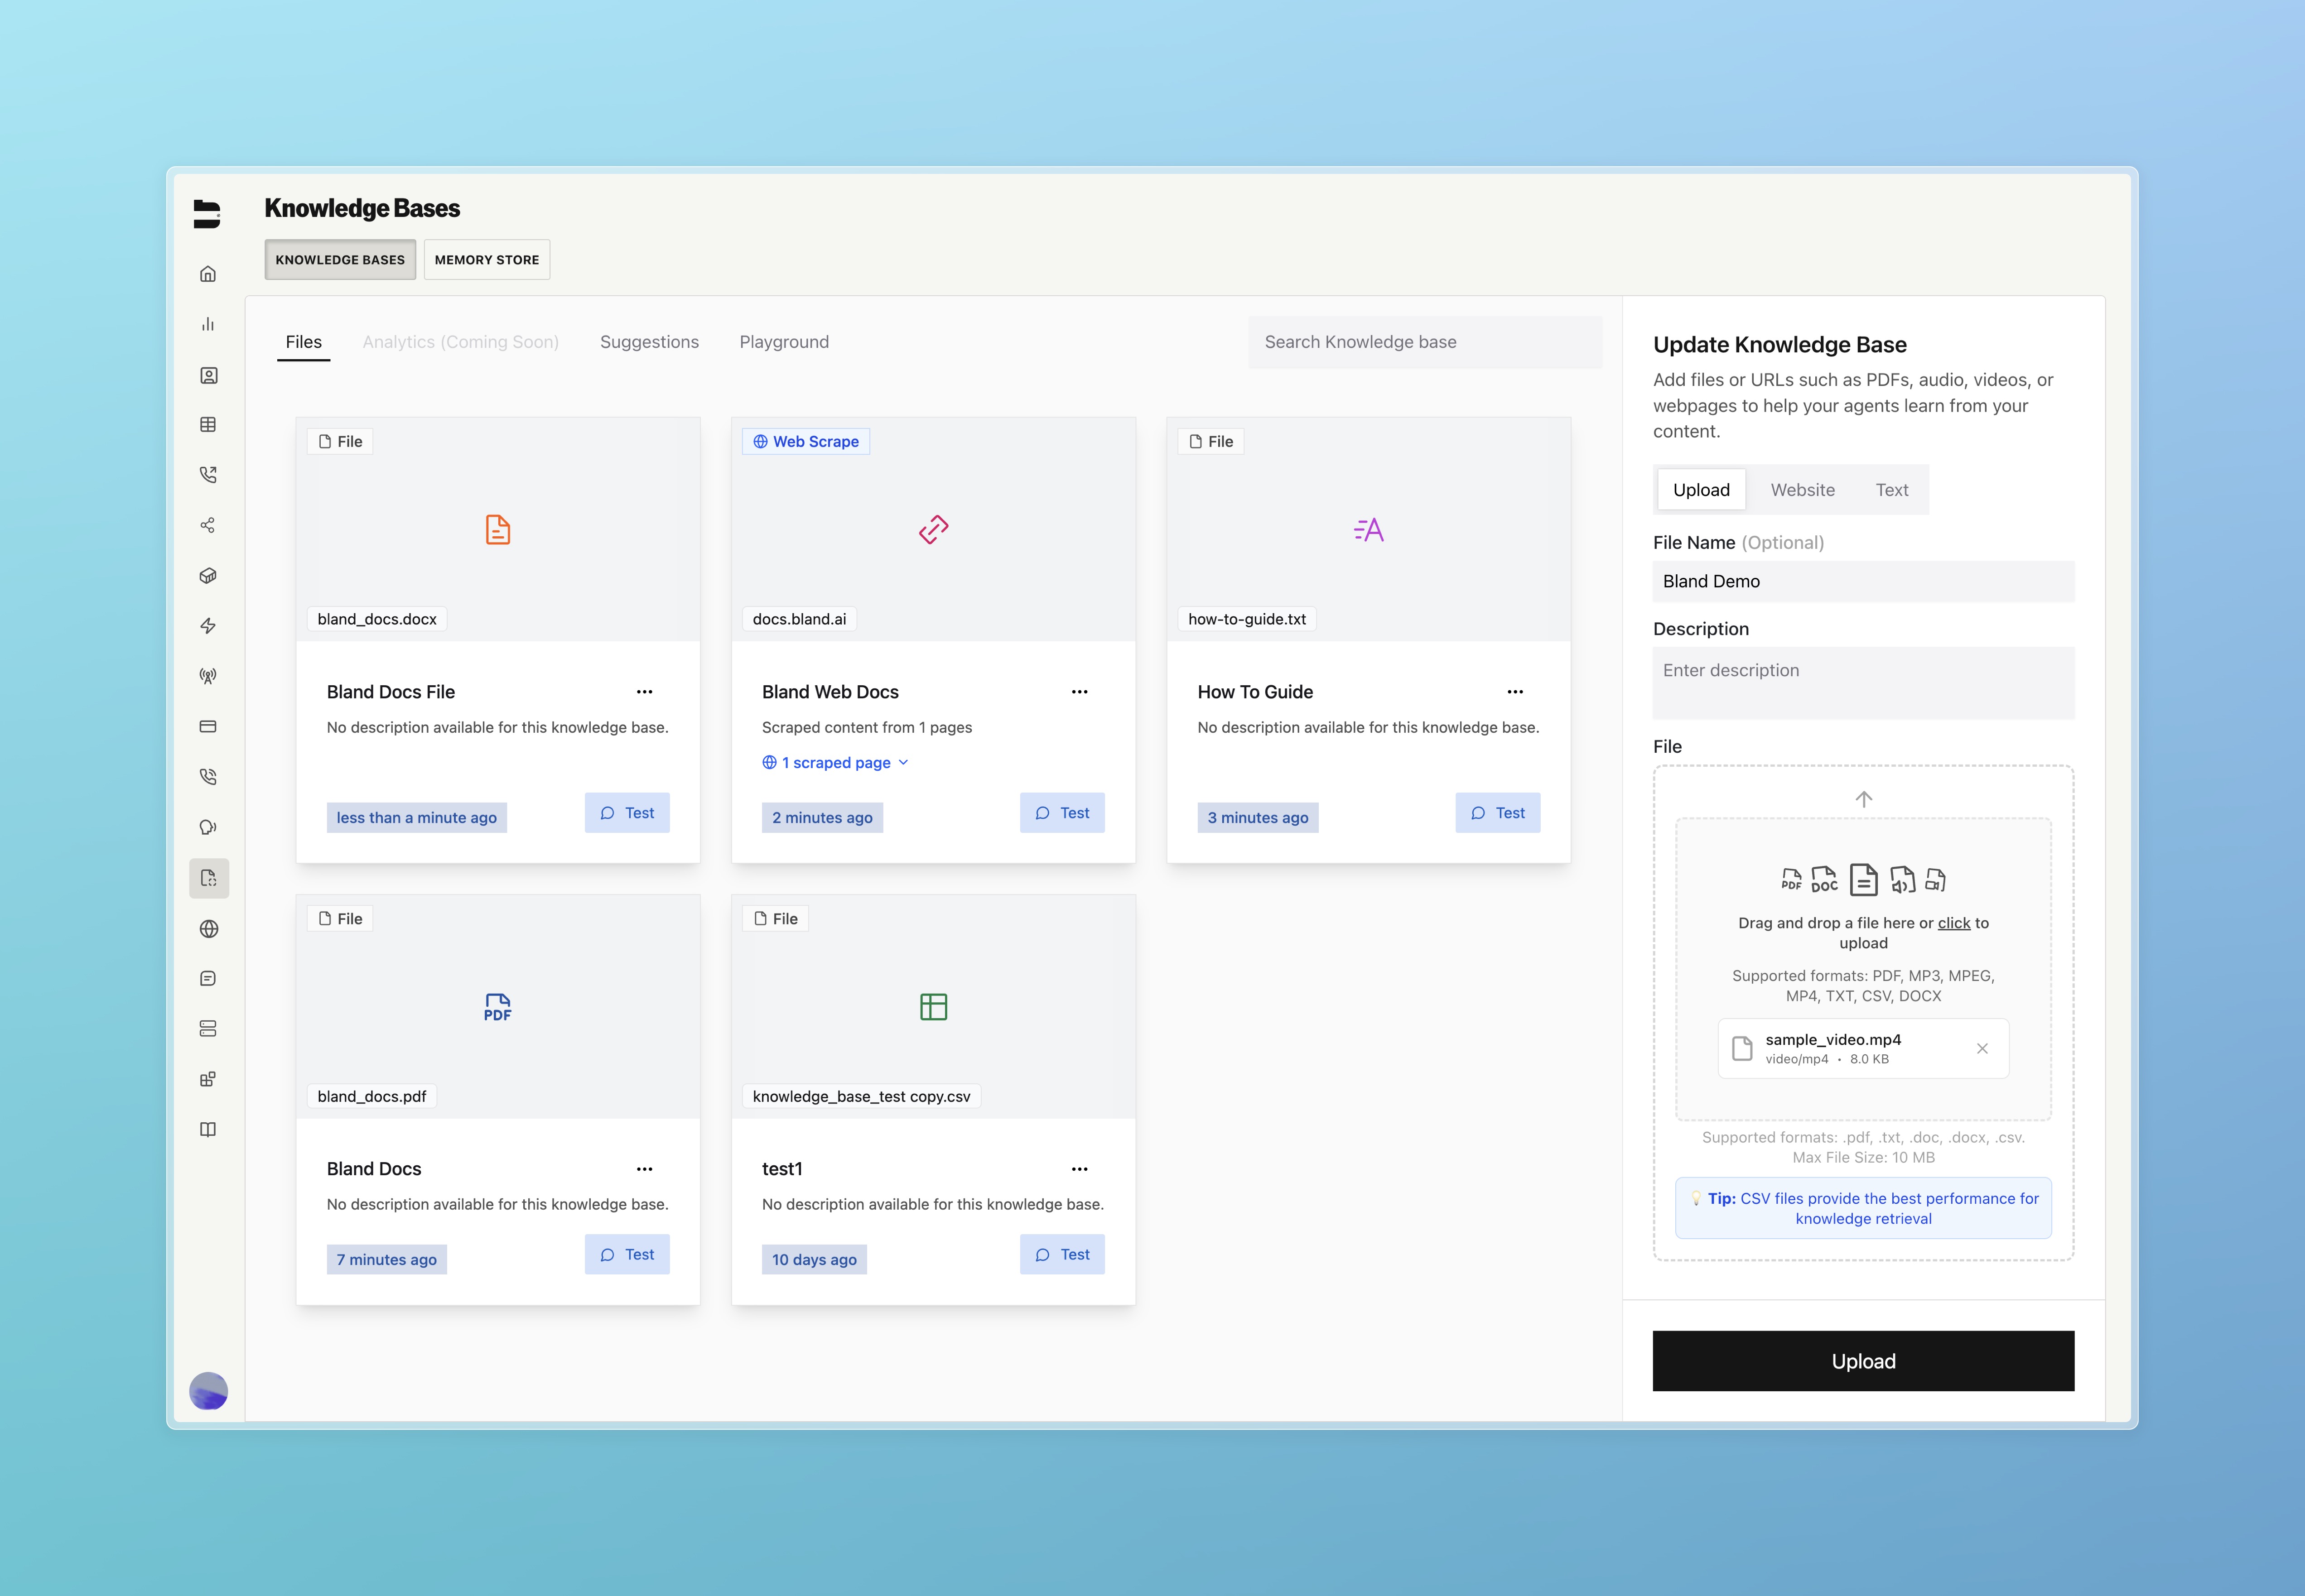 Knowledge Bases
KNOWLEDGE BASES
MEMORY STORE
Files
Analytics (Coming Soon)
Suggestions
Playground
Search Knowledge base
File
bland_docs.docx
Bland Docs File
No description available for this knowledge base.
less than a minute ago
Test
Web Scrape
docs.bland.ai
Bland Web Docs
Scraped content from 1 pages
1 scraped page
2 minutes ago
Test
File
how-to-guide.txt
How To Guide
No description available for this knowledge base.
3 minutes ago
Test
File
PDF
bland_docs.pdf
Bland Docs
No description available for this knowledge base.
7 minutes ago
Test
File
knowledge_base_test copy.csv
test1
No description available for this knowledge base.
10 days ago
Test
Update Knowledge Base
Add files or URLs such as PDFs, audio, videos, or
webpages to help your agents learn from your
content.
Upload
Website
Text
File Name (Optional)
Bland Demo
Description
Enter description
File
PDF
DOC
Drag and drop a file here or click to
upload
Supported formats: PDF, MP3, MPEG,
MP4, TXT, CSV, DOCX
sample_video.mp4
video/mp4 • 8.0 KB
Supported formats: .pdf, .txt, .doc, .docx, .csv.
Max File Size: 10 MB
Tip: CSV files provide the best performance for
knowledge retrieval
Upload